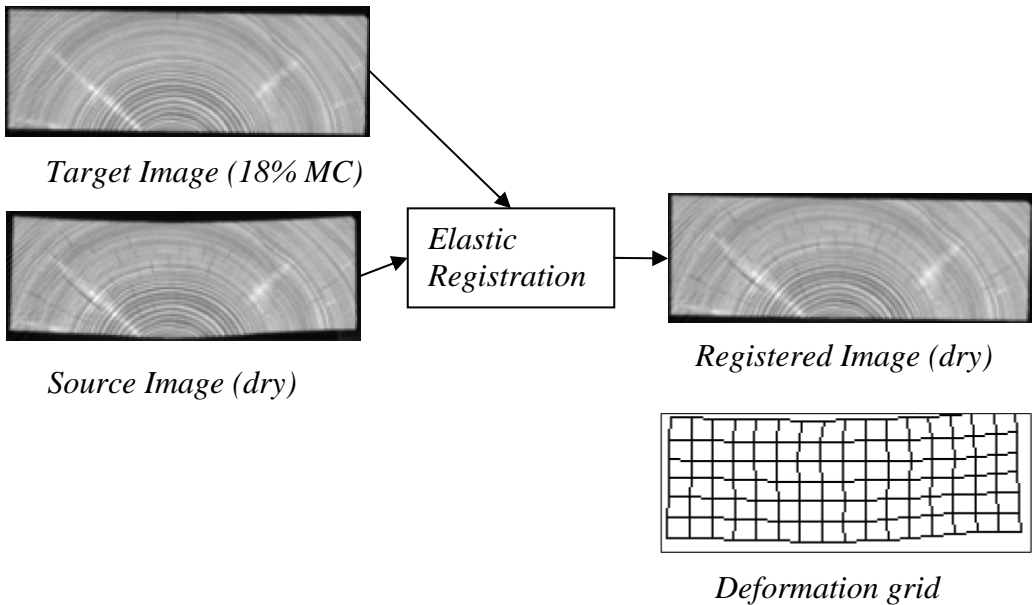 Target Image (18% MC)
Source Image (dry)
Elastic
Registration
Registered Image (dry)
Deformation grid